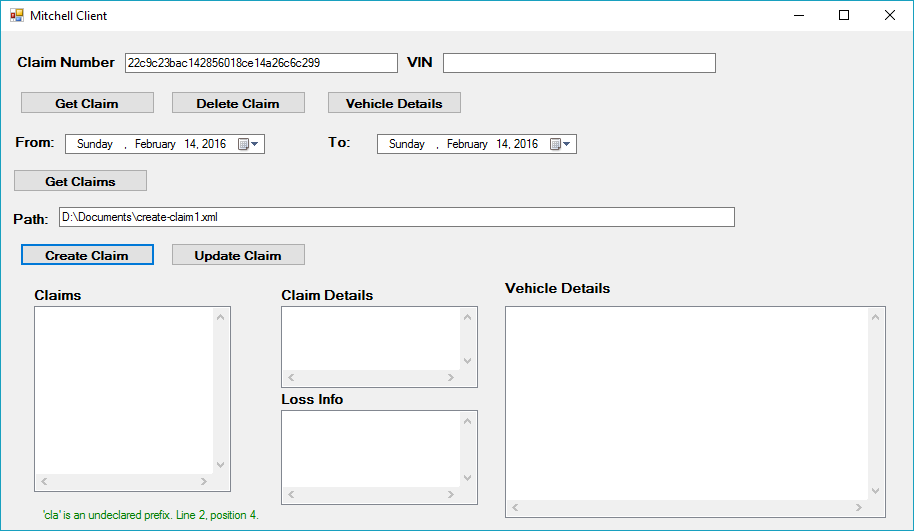 Mitchell Client
Claim Number 22c9c23bac142856018ce14a26c6c299 VIN
Get Claim Delete Claim Vehicle Details
From: Sunday , February 14, 2016 To: Sunday , February 14, 2016
Get Claims
Path: D:\Documents\create-claim1.xml
Create Claim Update Claim
Claims Claim Details Vehicle Details
Loss Info
'cla' is an undeclared prefix. Line 2, position 4.